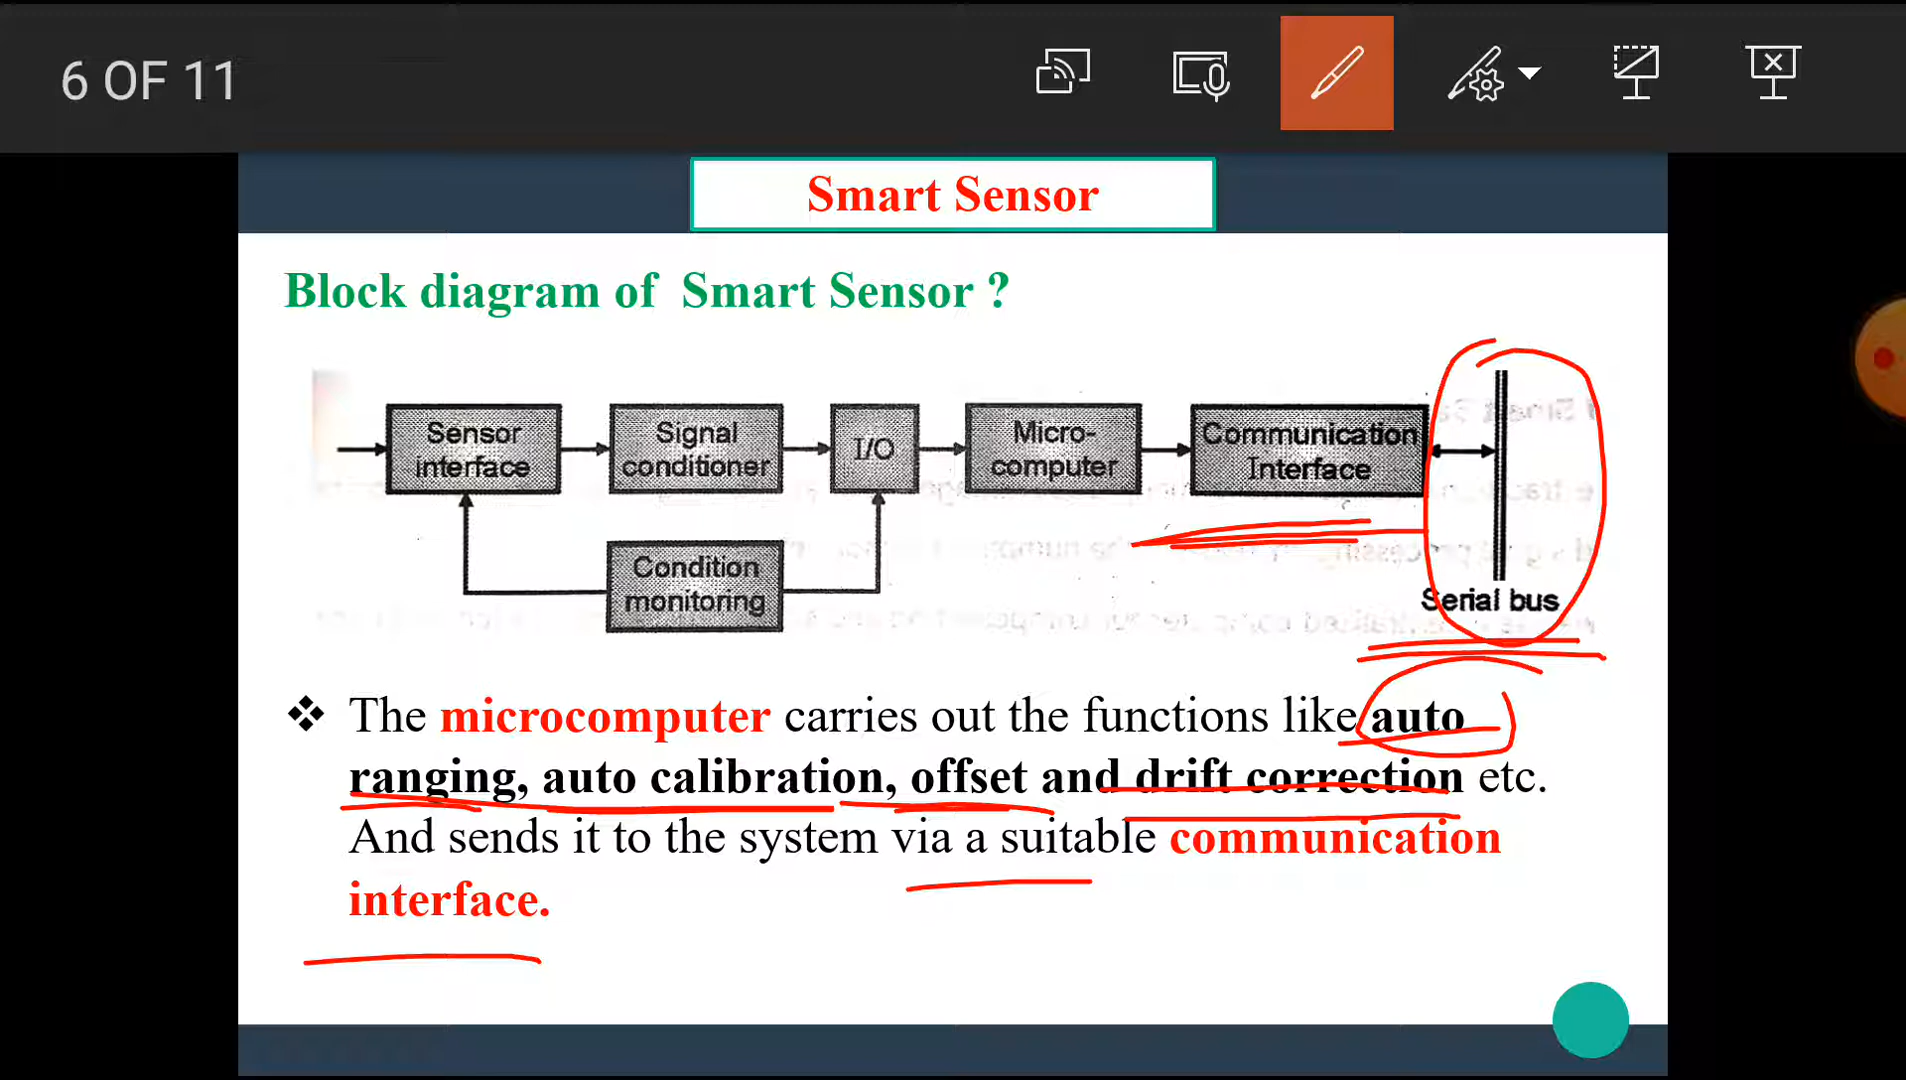 6 OF 11
Smart Sensor
Block diagram of Smart Sensor ?
Sensor interface
Signal conditioner
I/O
Micro-computer
Communication Interface
Condition monitoring
Serial bus
❖ The microcomputer carries out the functions like auto
ranging, auto calibration, offset and drift correction etc.
And sends it to the system via a suitable communication
interface.